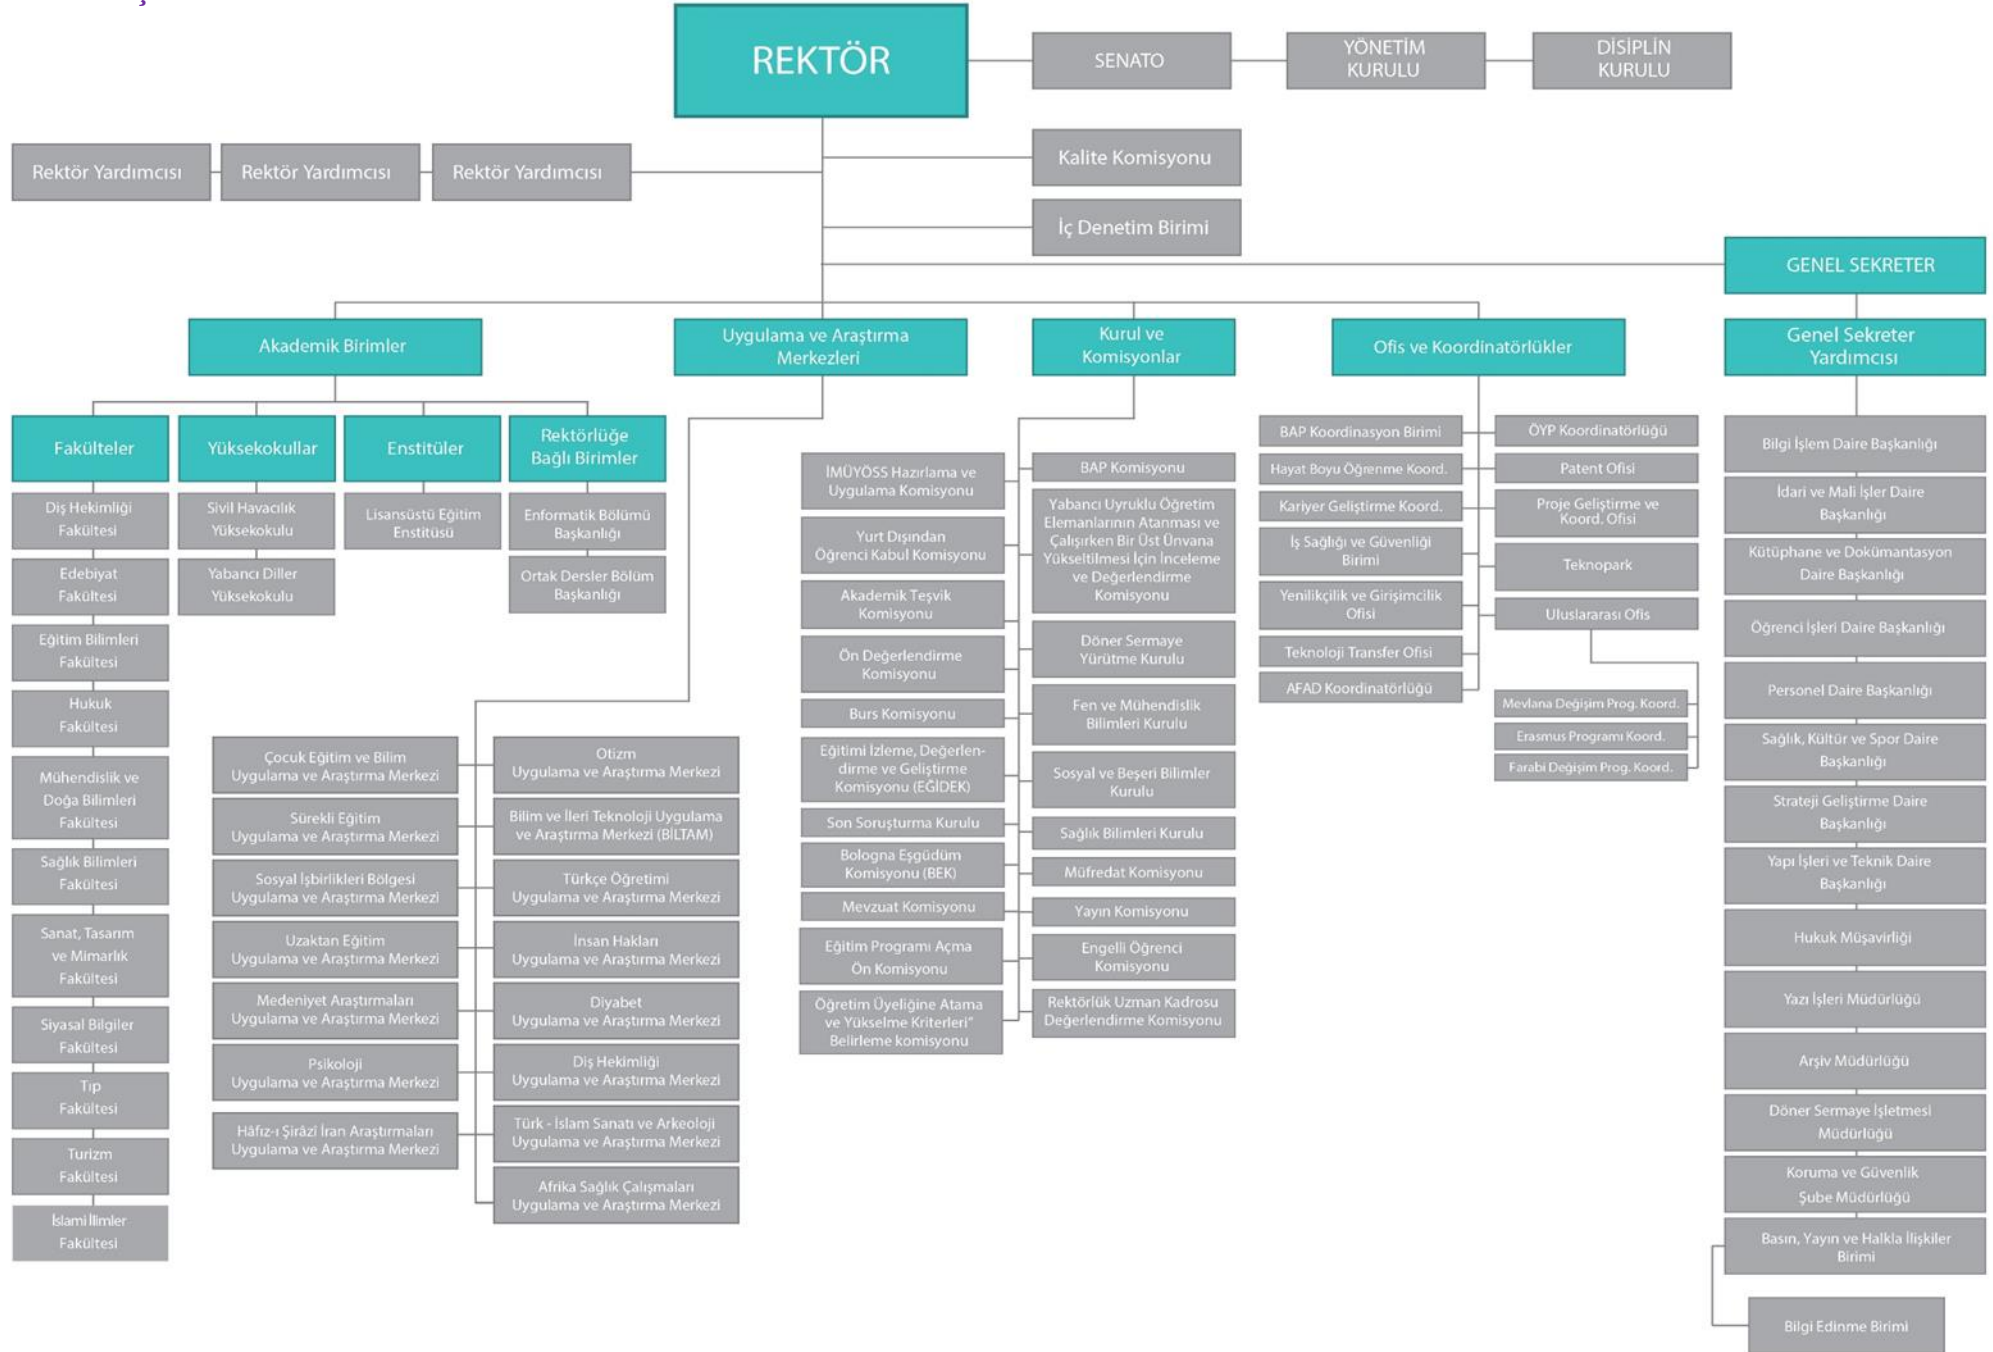 REKTÖR
SENATO
YÖNETİM
KURULU
DİSİPLİN
KURULU
Rektör Yardımcısı
Rektör Yardımcısı
Rektör Yardımcısı
Kalite Komisyonu
İç Denetim Birimi
GENEL SEKRETER
Akademik Birimler
Uygulama ve Araştırma
Merkezleri
Kurul ve
Komisyonlar
Ofis ve Koordinatörlükler
Genel Sekreter
Yardımcısı
Fakülteler
Yüksekokullar
Enstitüler
Rektörlüğe
Bağlı Birimler
Diş Hekimliği
Fakültesi
Edebiyat
Fakültesi
Eğitim Bilimleri
Fakültesi
Hukuk
Fakültesi
Mühendislik ve
Doğa Bilimleri
Fakültesi
Sağlık Bilimleri
Fakültesi
Sanat, Tasarım
ve Mimarlık
Fakültesi
Siyasal Bilgiler
Fakültesi
Tıp
Fakültesi
Turizm
Fakültesi
İslami İlimler
Fakültesi
Sivil Havacılık
Yüksekokulu
Yabancı Diller
Yüksekokulu
Lisansüstü Eğitim
Enstitüsü
Enformatik Bölümü
Başkanlığı
Ortak Dersler Bölüm
Başkanlığı
Çocuk Eğitim ve Bilim
Uygulama ve Araştırma Merkezi
Sürekli Eğitim
Uygulama ve Araştırma Merkezi
Sosyal İşbirlikleri Bölgesi
Uygulama ve Araştırma Merkezi
Uzaktan Eğitim
Uygulama ve Araştırma Merkezi
Medeniyet Araştırmaları
Uygulama ve Araştırma Merkezi
Psikoloji
Uygulama ve Araştırma Merkezi
Hâfız-ı Şirâzî İran Araştırmaları
Uygulama ve Araştırma Merkezi
Otizm
Uygulama ve Araştırma Merkezi
Bilim ve İleri Teknoloji Uygulama
ve Araştırma Merkezi (BİLTAM)
Türkçe Öğretimi
Uygulama ve Araştırma Merkezi
İnsan Hakları
Uygulama ve Araştırma Merkezi
Diyabet
Uygulama ve Araştırma Merkezi
Diş Hekimliği
Uygulama ve Araştırma Merkezi
Türk - İslam Sanatı ve Arkeoloji
Uygulama ve Araştırma Merkezi
Afrika Sağlık Çalışmaları
Uygulama ve Araştırma Merkezi
İMÜYÖSS Hazırlama ve
Uygulama Komisyonu
Yurt Dışından
Öğrenci Kabul Komisyonu
Akademik Teşvik
Komisyonu
Ön Değerlendirme
Komisyonu
Burs Komisyonu
Eğitimi İzleme, Değerlen-
dirme ve Geliştirme
Komisyonu (EĞİDEK)
Son Soruşturma Kurulu
Bologna Eşgüdüm
Komisyonu (BEK)
Mevzuat Komisyonu
Eğitim Programı Açma
Ön Komisyonu
Öğretim Üyeliğine Atama
ve Yükselme Kriterleri"
Belirleme komisyonu
BAP Komisyonu
Yabancı Uyruklu Öğretim
Elemanlarının Atanması ve
Çalışırken Bir Üst Ünvana
Yükseltilmesi İçin İnceleme
ve Değerlendirme
Komisyonu
Döner Sermaye
Yürütme Kurulu
Fen ve Mühendislik
Bilimleri Kurulu
Sosyal ve Beşeri Bilimler
Kurulu
Sağlık Bilimleri Kurulu
Müfredat Komisyonu
Yayın Komisyonu
Engelli Öğrenci
Komisyonu
Rektörlük Uzman Kadrosu
Değerlendirme Komisyonu
BAP Koordinasyon Birimi
Hayat Boyu Öğrenme Koord.
Kariyer Geliştirme Koord.
İş Sağlığı ve Güvenliği
Birimi
Yenilikçilik ve Girişimcilik
Ofisi
Teknoloji Transfer Ofisi
AFAD Koordinatörlüğü
ÖYP Koordinatörlüğü
Patent Ofisi
Proje Geliştirme ve
Koord. Ofisi
Teknopark
Uluslararası Ofis
Mevlana Değişim Prog. Koord.
Erasmus Programı Koord.
Farabi Değişim Prog. Koord.
Bilgi İşlem Daire Başkanlığı
İdari ve Mali İşler Daire
Başkanlığı
Kütüphane ve Dokümantasyon
Daire Başkanlığı
Öğrenci İşleri Daire Başkanlığı
Personel Daire Başkanlığı
Sağlık, Kültür ve Spor Daire
Başkanlığı
Strateji Geliştirme Daire
Başkanlığı
Yapı İşleri ve Teknik Daire
Başkanlığı
Hukuk Müşavirliği
Yazı İşleri Müdürlüğü
Arşiv Müdürlüğü
Döner Sermaye İşletmesi
Müdürlüğü
Koruma ve Güvenlik
Şube Müdürlüğü
Basın, Yayın ve Halkla İlişkiler
Birimi
Bilgi Edinme Birimi